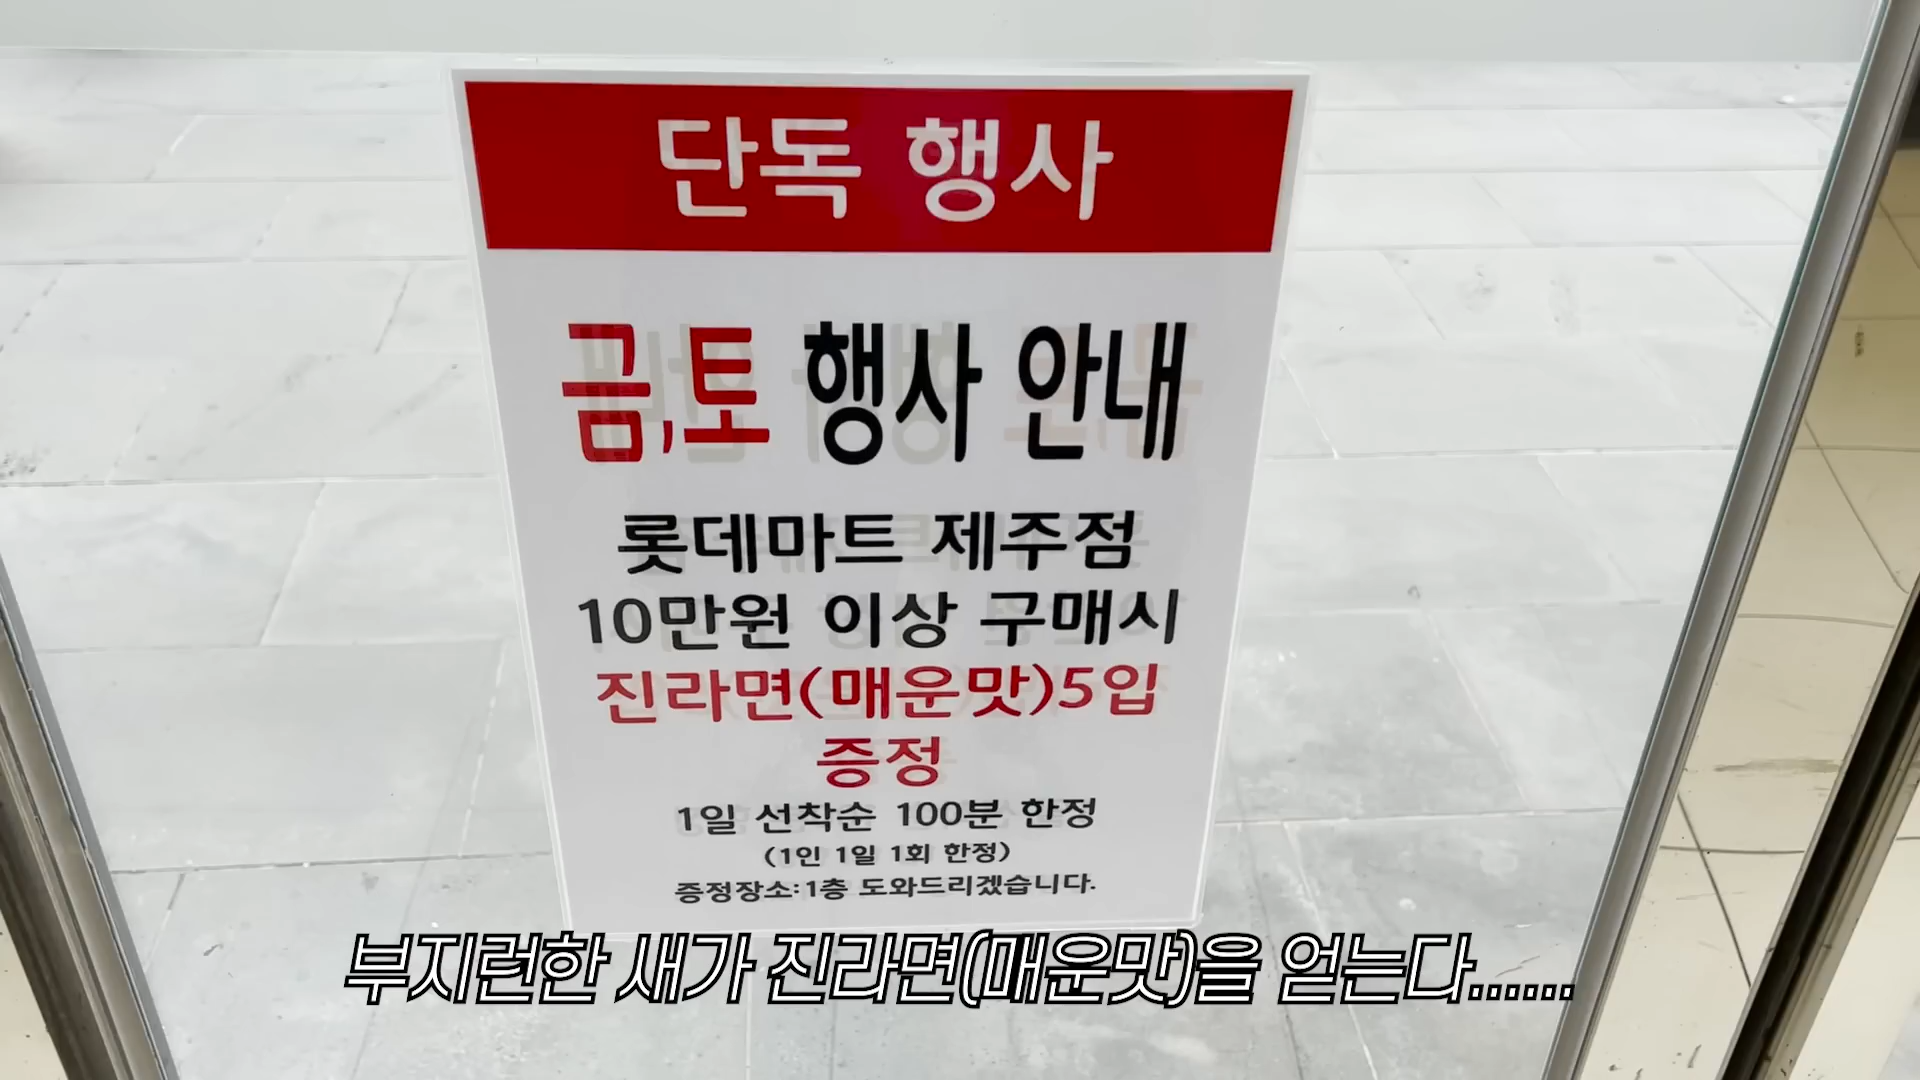 단독 행사
금,토 행사 안내
롯데마트 제주점
10만원 이상 구매시
진라면(매운맛)5입
증정
1일 선착순 100분 한정
(1인 1일 1회 한정)
증정장소:1층 도와드리겠습니다.
부지런한 새가 진라면(매운맛)을 얻는다......